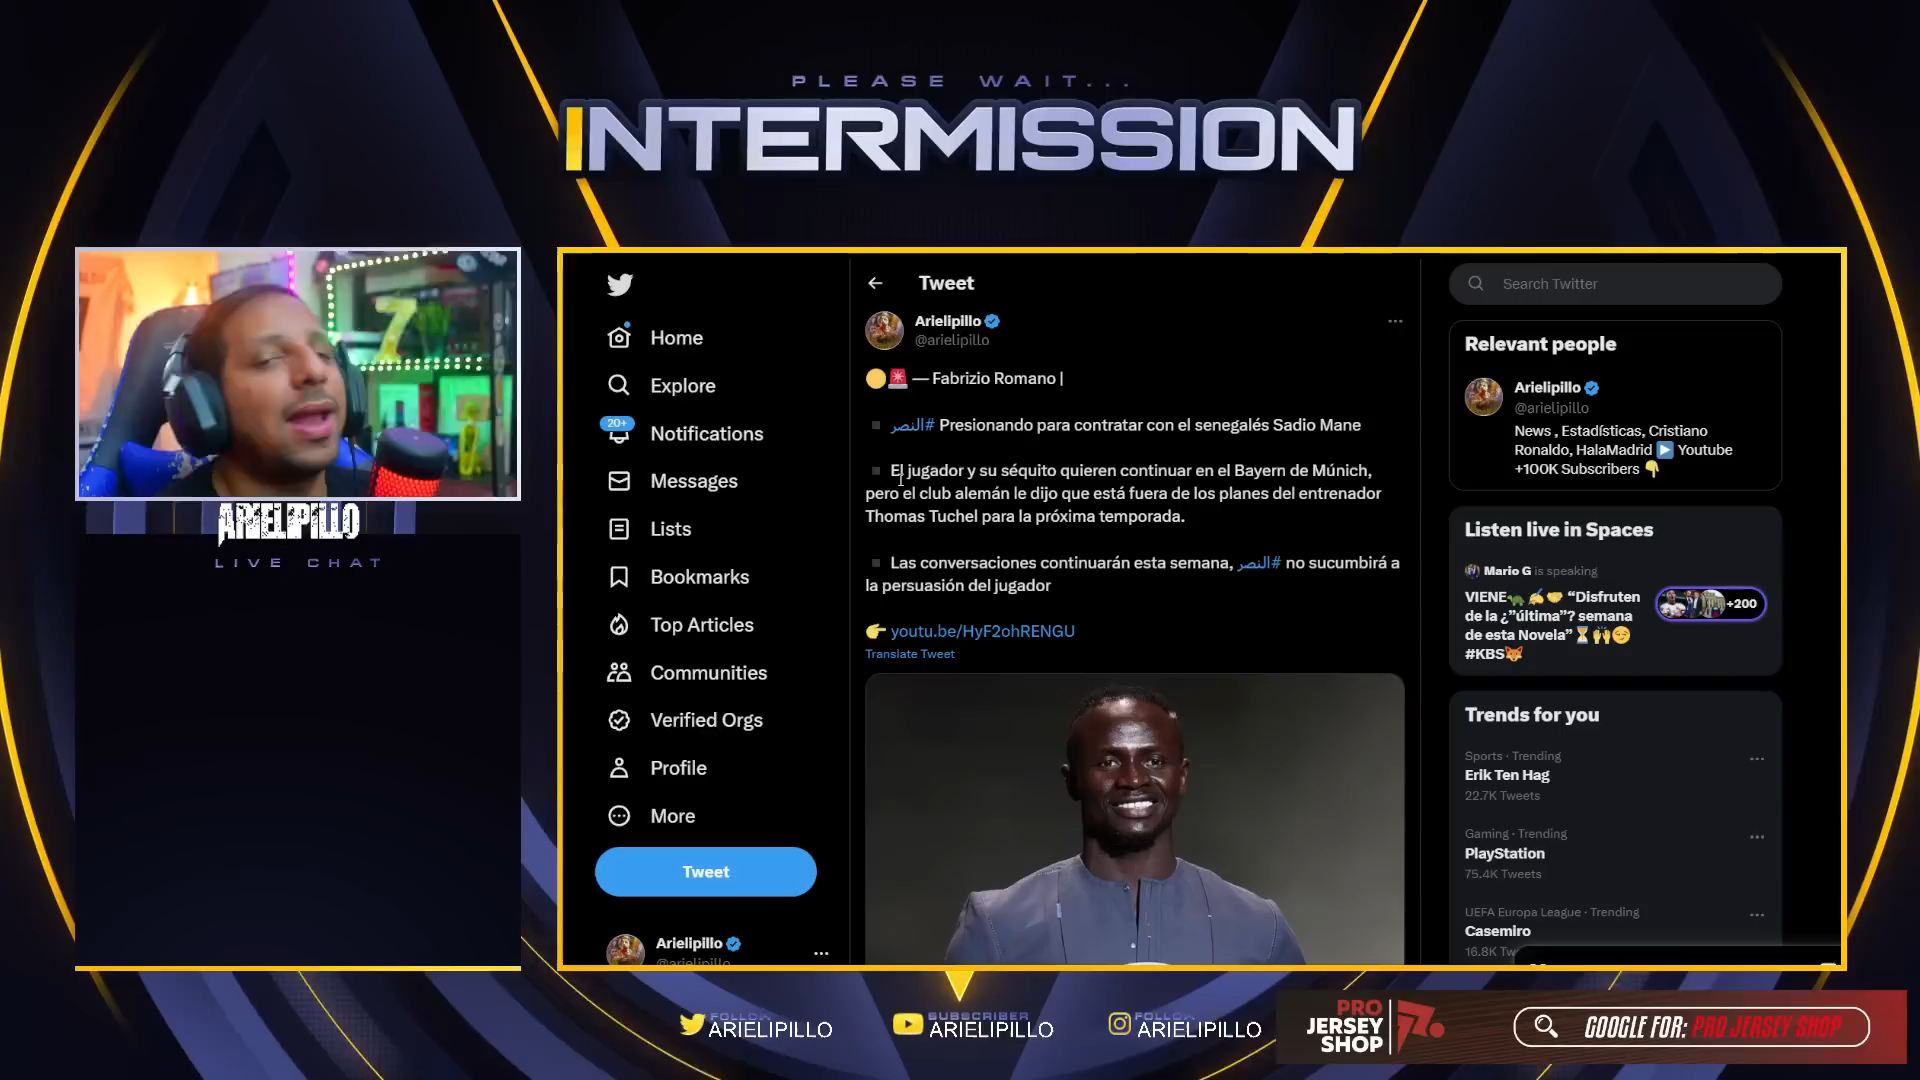 PLEASE WAIT...
INTERMISSION
ARIELIPILLO
LIVE CHAT
Home
Explore
20+
Notifications
Messages
Lists
Bookmarks
Top Articles
Communities
Verified Orgs
Profile
More
Tweet
Arielipillo
@arielipillo
Tweet
Arielipillo
@arielipillo
— Fabrizio Romano |
#النصر Presionando para contratar con el senegalés Sadio Mane
El jugador y su séquito quieren continuar en el Bayern de Múnich,
pero el club alemán le dijo que está fuera de los planes del entrenador
Thomas Tuchel para la próxima temporada.
Las conversaciones continuarán esta semana, #النصر no sucumbirá a
la persuasión del jugador
youtu.be/HyF2ohRENGU
Translate Tweet
Search Twitter
Relevant people
Arielipillo
@arielipillo
News , Estadísticas, Cristiano
Ronaldo, HalaMadrid Youtube
+100K Subscribers
Listen live in Spaces
Mario G is speaking
VIENE “Disfruten
de la ¿”última”? semana
de esta Novela”
#KBS
+200
Trends for you
Sports · Trending
Erik Ten Hag
22.7K Tweets
Gaming · Trending
PlayStation
75.4K Tweets
UEFA Europa League · Trending
Casemiro
16.8K Tw
FOLLOW
ARIELIPILLO
SUBSCRIBER
ARIELIPILLO
FOLLOW
ARIELIPILLO
PRO
JERSEY
SHOP
GOOGLE FOR: PRO JERSEY SHOP